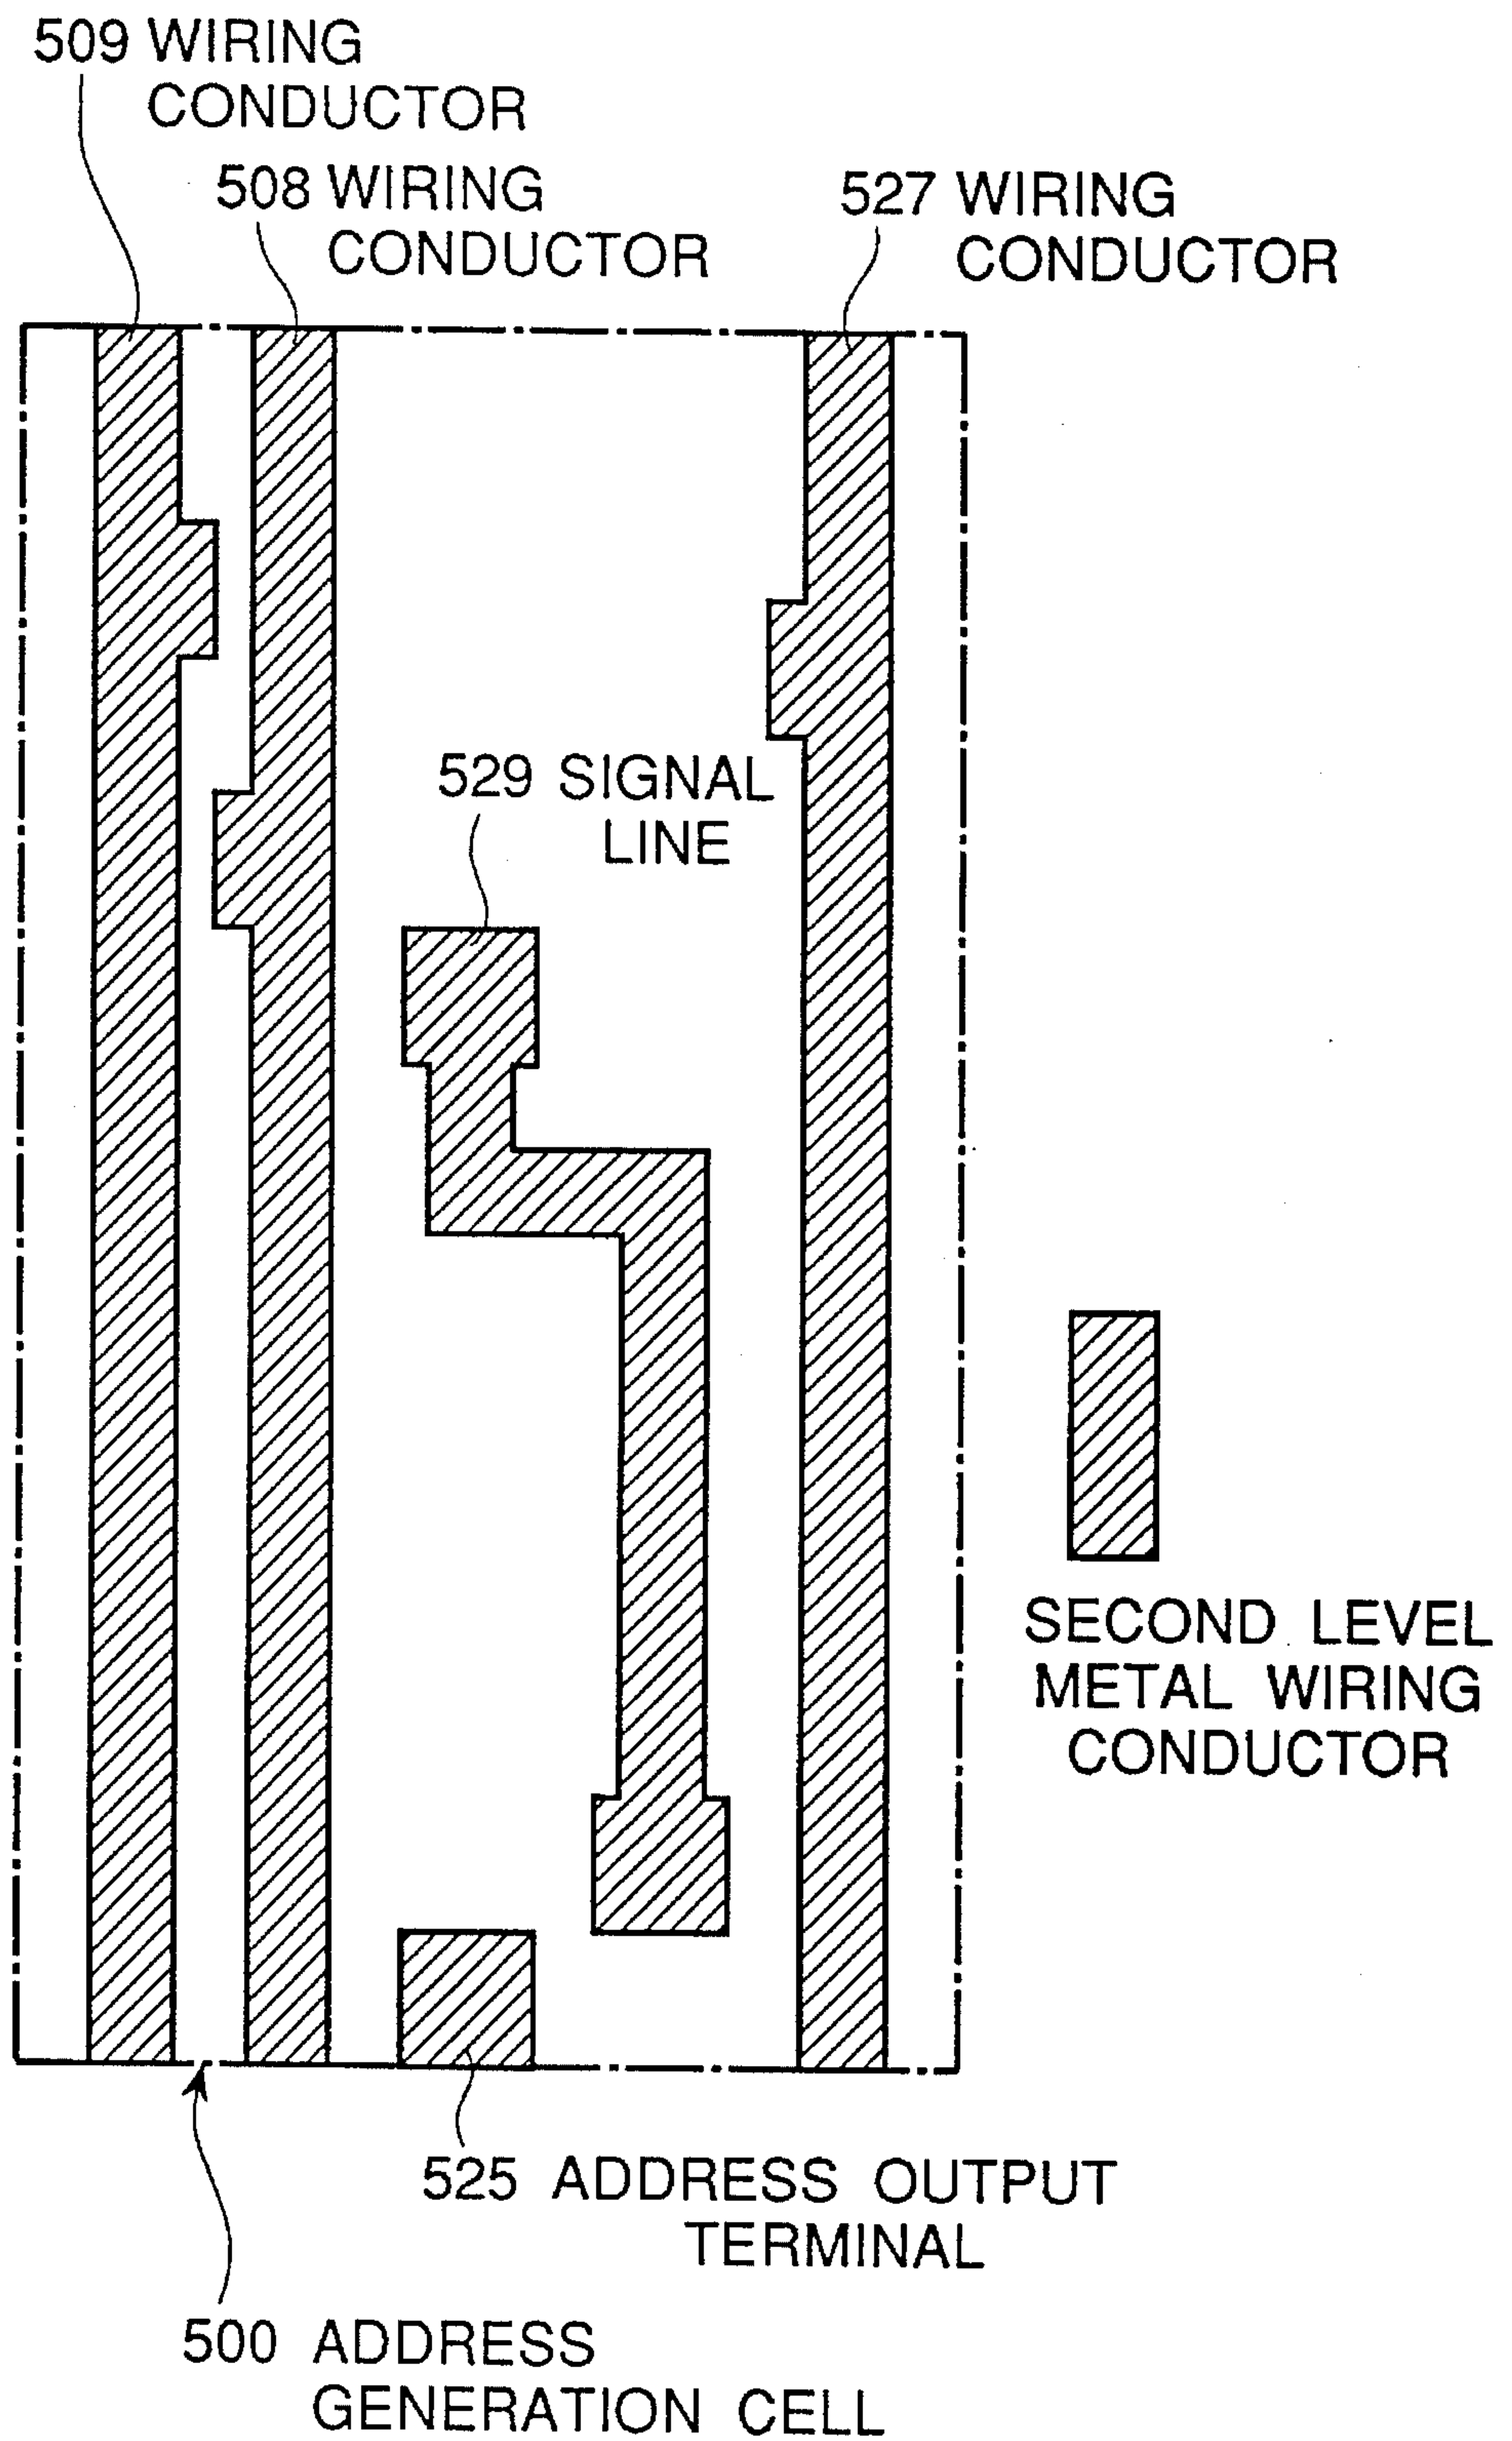 509 WIRING
CONDUCTOR
508 WIRING
CONDUCTOR
527 WIRING
CONDUCTOR
529 SIGNAL
LINE
SECOND LEVEL
METAL WIRING
CONDUCTOR
525 ADDRESS OUTPUT
TERMINAL
500 ADDRESS
GENERATION CELL